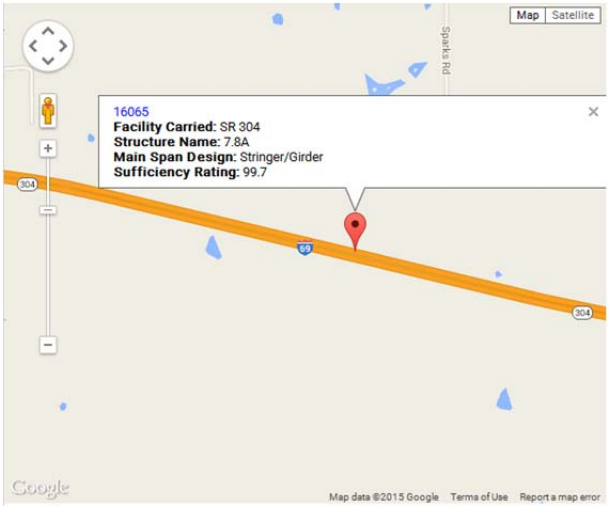 Map Satellite
Sparks Rd
16065
Facility Carried: SR 304
Structure Name: 7.8A
Main Span Design: Stringer/Girder
Sufficiency Rating: 99.7
304
69
304
Google
Map data ©2015 Google Terms of Use Report a map error